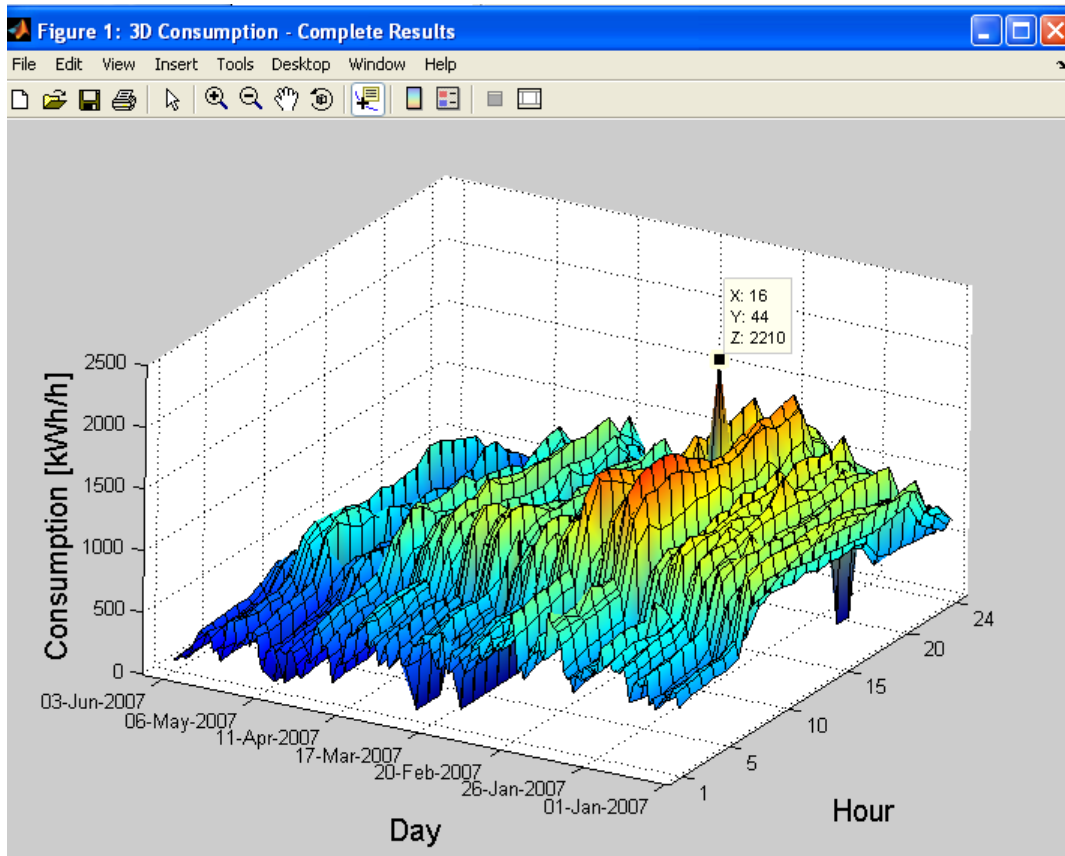 Figure 1: 3D Consumption - Complete Results
File Edit View Insert Tools Desktop Window Help
X: 16
Y: 44
Z: 2210
2500
2000
1500
1000
500
0
Consumption [kWh/h]
03-Jun-2007
06-May-2007
11-Apr-2007
17-Mar-2007
20-Feb-2007
26-Jan-2007
01-Jan-2007
Day
1
5
10
15
20
24
Hour